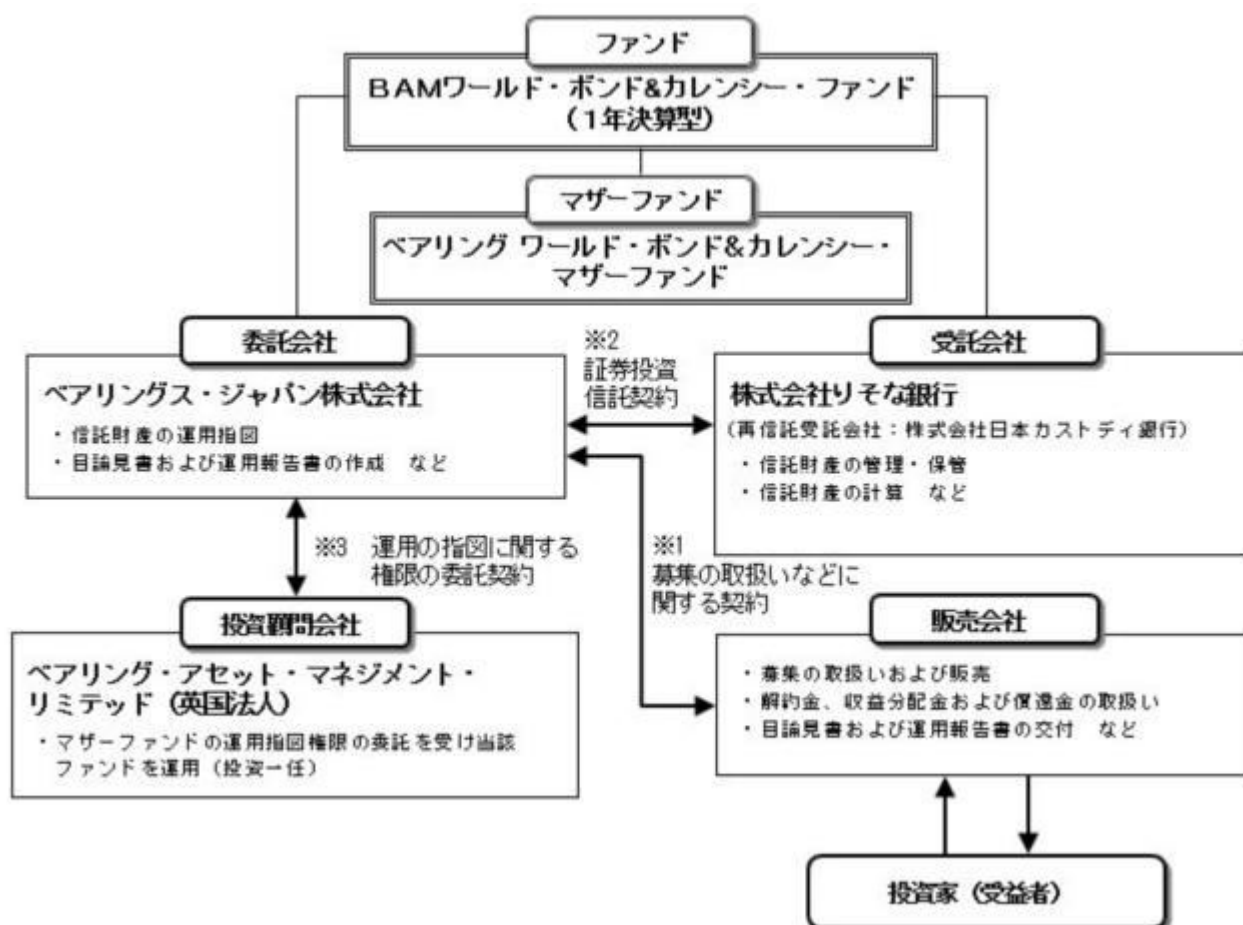 ファンド
BAMワールド・ボンド&カレンシー・ファンド
(1年決算型)
マザーファンド
ベアリング ワールド・ボンド&カレンシー・
マザーファンド
委託会社
ベアリングス・ジャパン株式会社
・信託財産の運用指図
・目論見書および運用報告書の作成 など
※2
証券投資
信託契約
受託会社
株式会社りそな銀行
(再信託受託会社:株式会社日本カストディ銀行)
・信託財産の管理・保管
・信託財産の計算 など
※3 運用の指図に関する
権限の委託契約
※1
募集の取扱いなどに
関する契約
投資顧問会社
ベアリング・アセット・マネジメント・
リミテッド(英国法人)
・マザーファンドの運用指図権限の委託を受け当該
ファンドを運用(投資一任)
販売会社
・募集の取扱いおよび販売
・解約金、収益分配金および償還金の取扱い
・目論見書および運用報告書の交付 など
投資家(受益者)